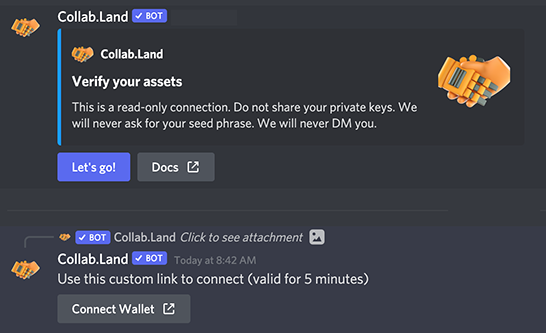 Collab.Land ✓ BOT
Collab.Land
Verify your assets
This is a read-only connection. Do not share your private keys. We
will never ask for your seed phrase. We will never DM you.
Let's go! Docs
✓ BOT Collab.Land Click to see attachment
Collab.Land ✓ BOT Today at 8:42 AM
Use this custom link to connect (valid for 5 minutes)
Connect Wallet